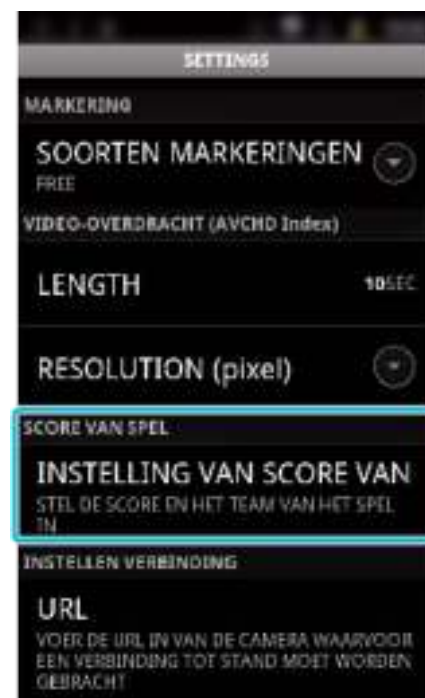 SETTINGS
MARKERING
SOORTEN MARKERINGEN
FREE
VIDEO-OVERDRACHT (AVCHD Index)
LENGTH 10SEC
RESOLUTION (pixel)
SCORE VAN SPEL
INSTELLING VAN SCORE VAN
STEL DE SCORE EN HET TEAM VAN HET SPEL
IN
INSTELLEN VERBINDING
URL
VOER DE URL IN VAN DE CAMERA WAARVOOR
EEN VERBINDING TOT STAND MOET WORDEN
GEBRACHT